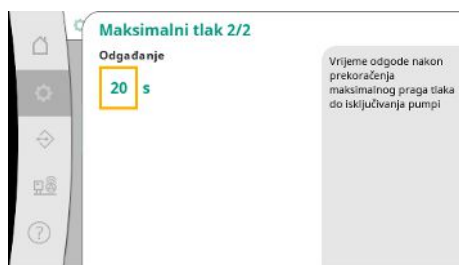 Maksimalni tlak 2/2
Odgađanje
20 s
Vrijeme odgode nakon
prekoračenja
maksimalnog praga tlaka
do isključivanja pumpi